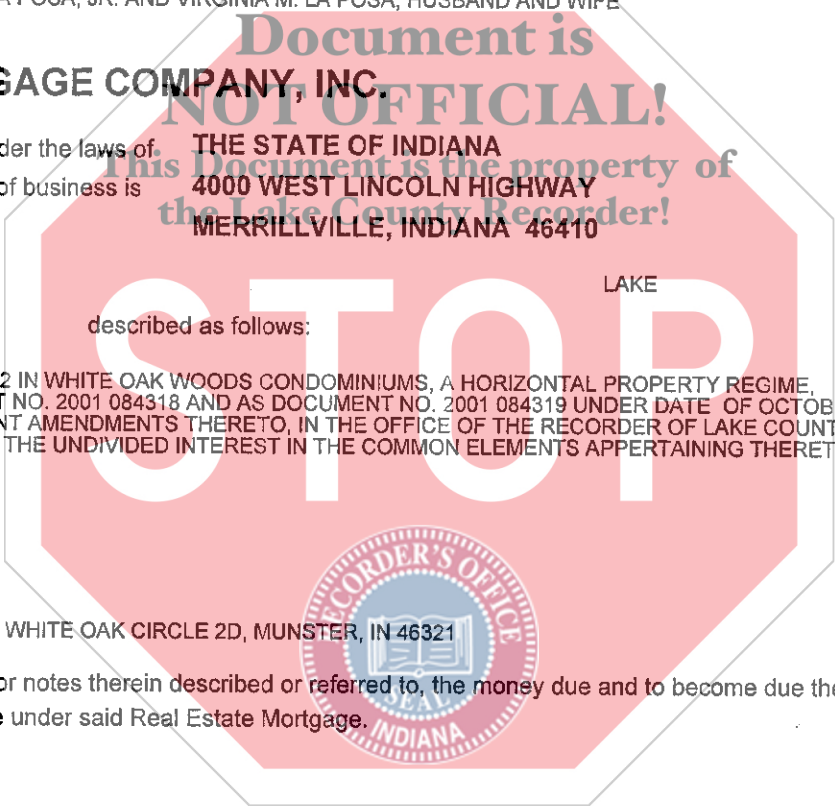 POSA, JR. AND VIRGINIA M. LA POSA, HUSBAND AND WIFE
Document is
GAGE COMPANY, INC.
NOT OFFICIAL!
der the laws of THE STATE OF INDIANA
This Document is the property of
of business is 4000 WEST LINCOLN HIGHWAY
the Lake County Recorder!
MERRILLVILLE, INDIANA 46410
LAKE
STOP
described as follows:
2 IN WHITE OAK WOODS CONDOMINIUMS, A HORIZONTAL PROPERTY REGIME,
T NO. 2001 084318 AND AS DOCUMENT NO. 2001 084319 UNDER DATE OF OCTOB
NT AMENDMENTS THERETO, IN THE OFFICE OF THE RECORDER OF LAKE COUNT
THE UNDIVIDED INTEREST IN THE COMMON ELEMENTS APPERTAINING THERET
RECORDER'S OFFICE
WHITE OAK CIRCLE 2D, MUNSTER, IN 46321
or notes therein described or referred to, the money due and to become due the
SEAL
e under said Real Estate Mortgage.
INDIANA